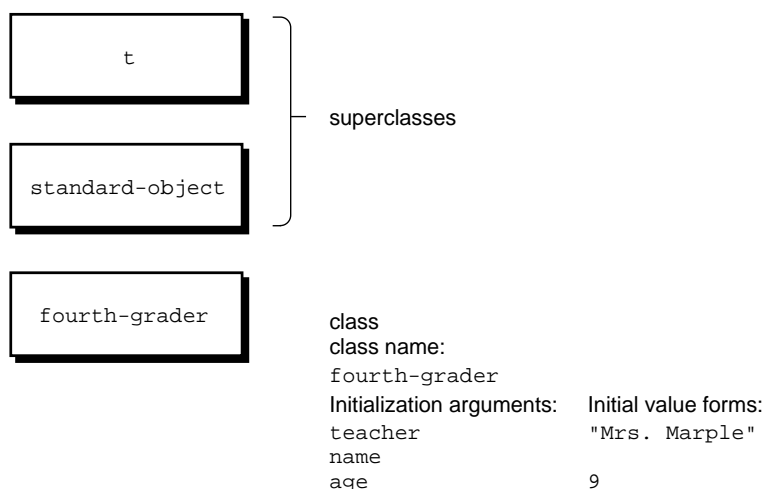 t
superclasses
standard-object
fourth-grader
class
class name:
fourth-grader
Initialization arguments: Initial value forms:
teacher "Mrs. Marple"
name
age 9